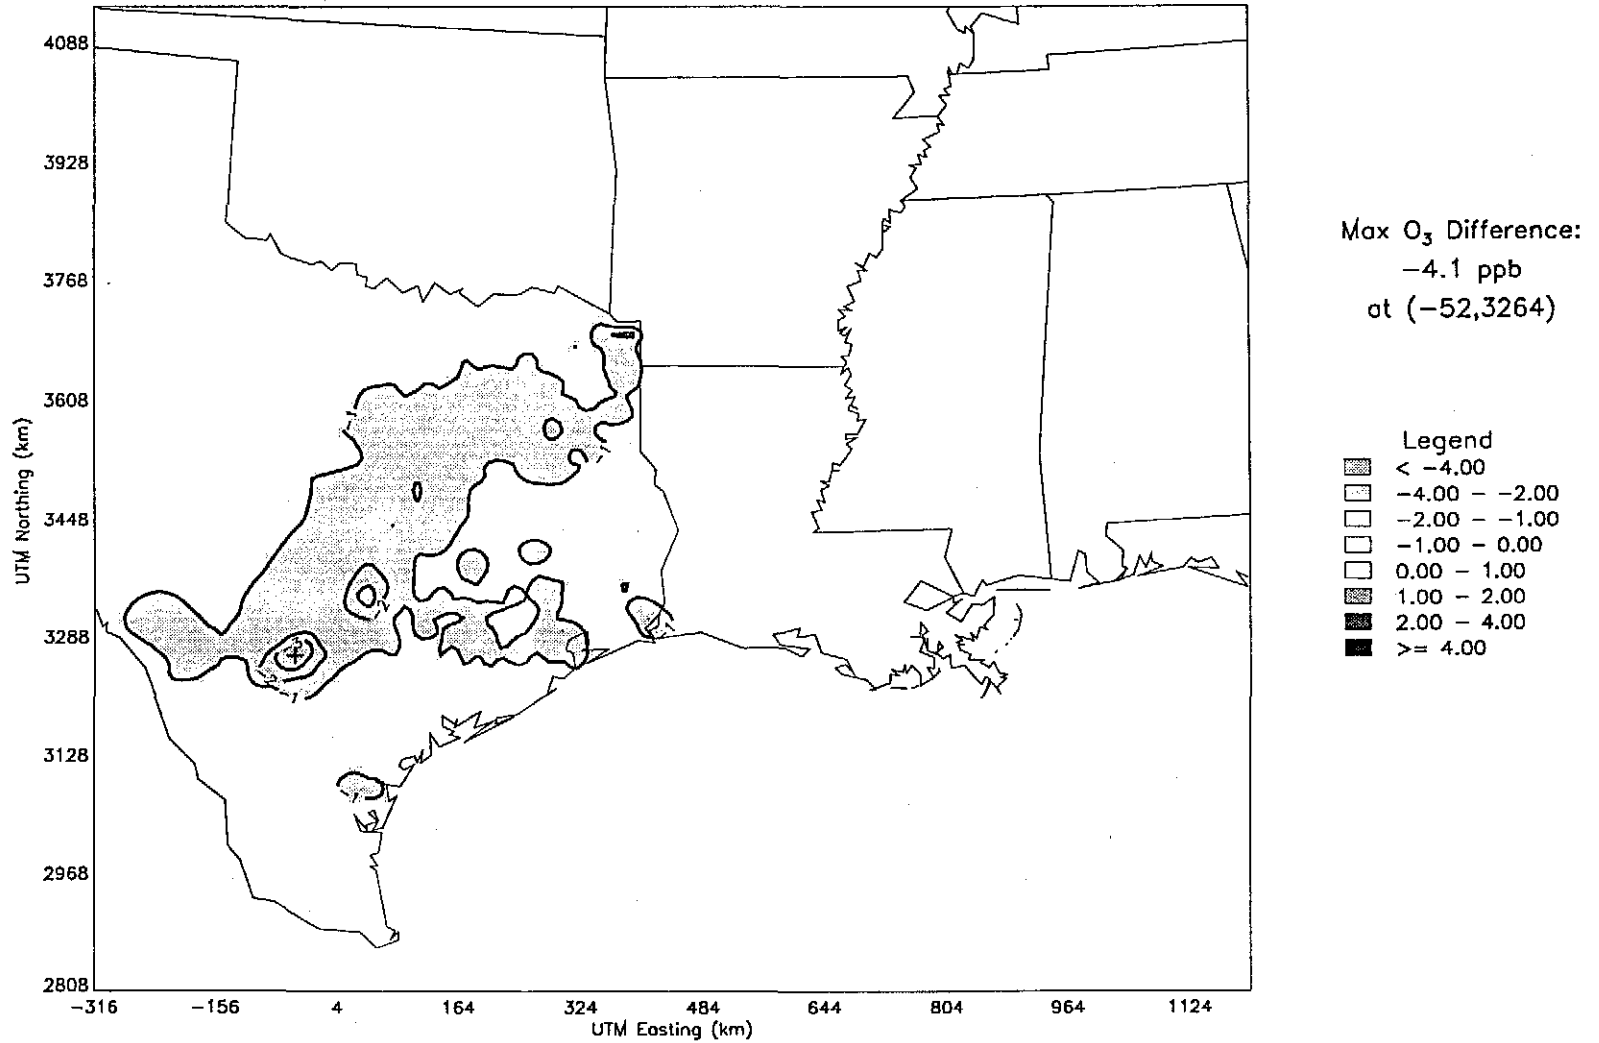 4088
3928
3768
3608
3448
3288
3128
2968
2808
UTM Northing (km)
-316 -156 4 164 324 484 644 804 964 1124
UTM Easting (km)
Max O₃ Difference:
-4.1 ppb
at (-52,3264)
Legend
< -4.00
-4.00 - -2.00
-2.00 - -1.00
-1.00 - 0.00
0.00 - 1.00
1.00 - 2.00
2.00 - 4.00
>= 4.00